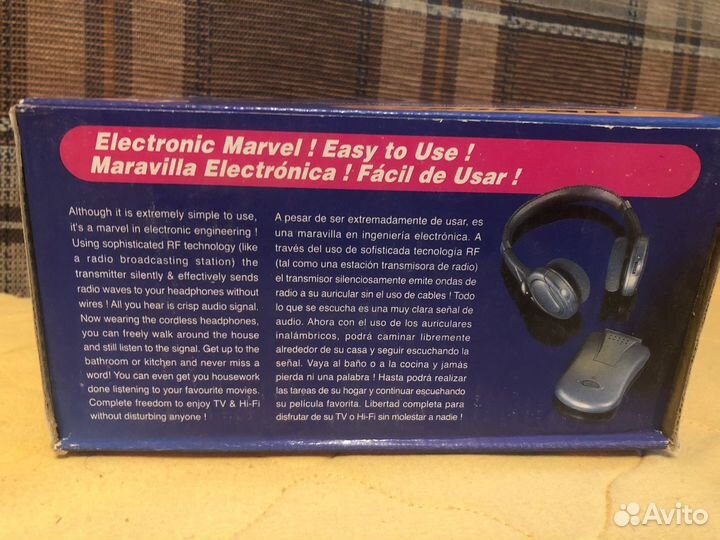 Electronic Marvel ! Easy to Use !
Maravilla Electrónica ! Fácil de Usar !
Although it is extremely simple to use,
it's a marvel in electronic engineering !
Using sophisticated RF technology (like
a radio broadcasting station) the
transmitter silently & effectively sends
radio waves to your headphones without
wires ! All you hear is crisp audio signal.
Now wearing the cordless headphones,
you can freely walk around the house
and still listen to the signal. Get up to the
bathroom or kitchen and never miss a
word! You can even get you housework
done listening to your favourite movies.
Complete freedom to enjoy TV & Hi-Fi
without disturbing anyone !
A pesar de ser extremadamente de usar, es
una maravilla en ingeniería electrónica. A
través del uso de sofisticada tecnología RF
(tal como una estación transmisora de radio)
el transmisor silenciosamente emite ondas de
radio a su auricular sin el uso de cables ! Todo
lo que se escucha es una muy clara señal de
audio. Ahora con el uso de los auriculares
inalámbricos, podrá caminar libremente
alrededor de su casa y seguir escuchando la
señal. Vaya al baño o a la cocina y jamás
pierda ni una palabra ! Hasta podrá realizar
las tareas de su hogar y continuar escuchando
su película favorita. Libertad completa para
disfrutar de su TV o Hi-Fi sin molestar a nadie !
Avito